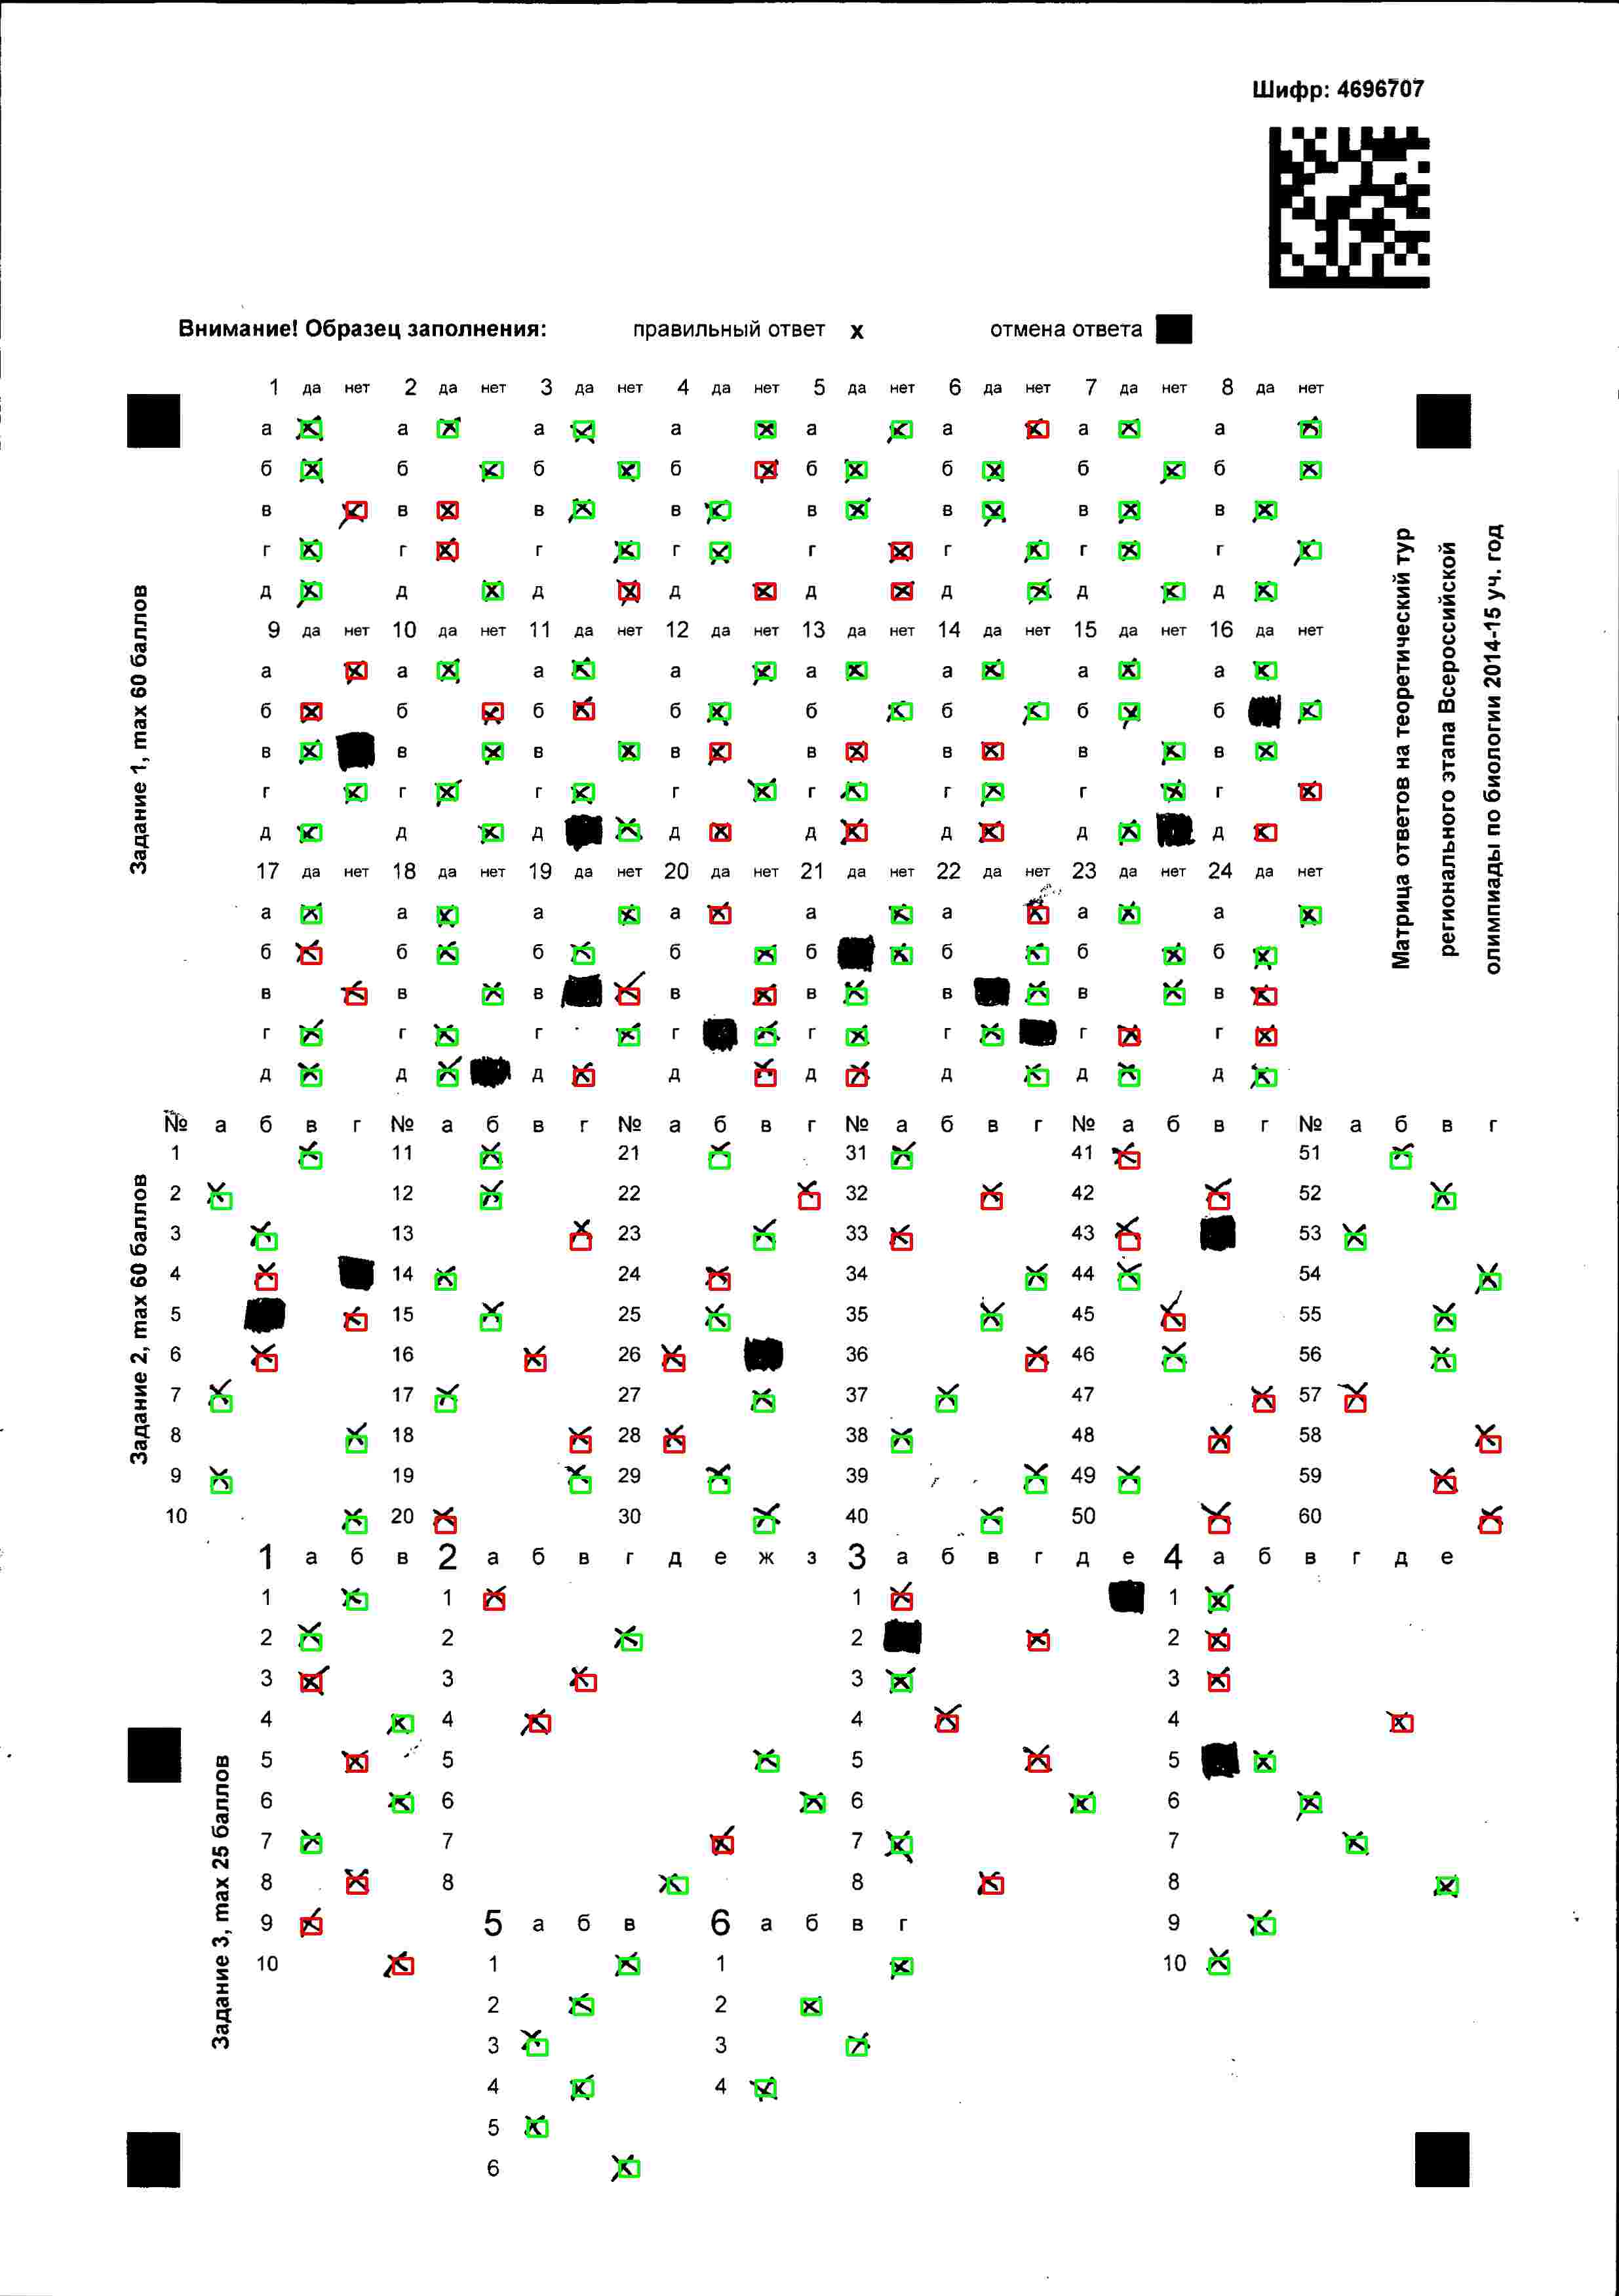 Шифр: 4696707
Внимание! Образец заполнения: правильный ответ x отмена ответа
1 да нет 2 да нет 3 да нет 4 да нет 5 да нет 6 да нет 7 да нет 8 да нет
а а а а а а а а
б б б б б б б б
в в в в в в в в
г г г г г г г г
д д д д д д д д
9 да нет 10 да нет 11 да нет 12 да нет 13 да нет 14 да нет 15 да нет 16 да нет
а а а а а а а а
б б б б б б б б
в в в в в в в в
г г г г г г г г
д д д д д д д д
17 да нет 18 да нет 19 да нет 20 да нет 21 да нет 22 да нет 23 да нет 24 да нет
а а а а а а а а
б б б б б б б б
в в в в в в в в
г г г г г г г г
д д д д д д д д
Задание 1, max 60 баллов
Матрица ответов на теоретический тур
регионального этапа Всероссийской
олимпиады по биологии 2014-15 уч. год
№ а б в г № а б в г № а б в г № а б в г № а б в г № а б в г
1 11 21 31 41 51
2 12 22 32 42 52
3 13 23 33 43 53
4 14 24 34 44 54
5 15 25 35 45 55
6 16 26 36 46 56
7 17 27 37 47 57
8 18 28 38 48 58
9 19 29 39 49 59
10 20 30 40 50 60
Задание 2, max 60 баллов
1 а б в 2 а б в г д е ж з 3 а б в г д е 4 а б в г д е
1 1 1 1
2 2 2 2
3 3 3 3
4 4 4 4
5 5 5 5
6 6 6 6
7 7 7 7
8 8 8 8
9 5 а б в 6 а б в г 9
10 1 1 10
2 2
3 3
4 4
5
6
Задание 3, max 25 баллов